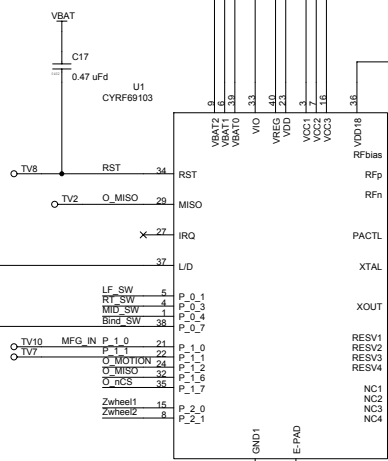 VBAT
C17
0.47 uFd
U1
CYRF69103
9 6 39 33 40 23 3 7 16 36
VBAT2 VBAT1 VBAT0 VIO VREG VDD VCC1 VCC2 VCC3 VDD18
RFbias
TV8 RST 34 RST RFp
RFn
TV2 O_MISO 29 MISO
27 IRQ PACTL
37 L/D XTAL
LF_SW 5 P_0_1
RT_SW 4 P_0_3 XOUT
MID_SW 1 P_0_4
Bind_SW 38 P_0_7
RESV1
TV10 MFG_IN P_1_0 21 P_1_0 RESV2
TV7 P_1_1 22 P_1_1 RESV3
O_MOTION 24 P_1_2 RESV4
O_MISO 32 P_1_6
O_nCS 35 P_1_7 NC1
NC2
Zwheel1 15 P_2_0 NC3
Zwheel2 8 P_2_1 NC4
GND1 E-PAD